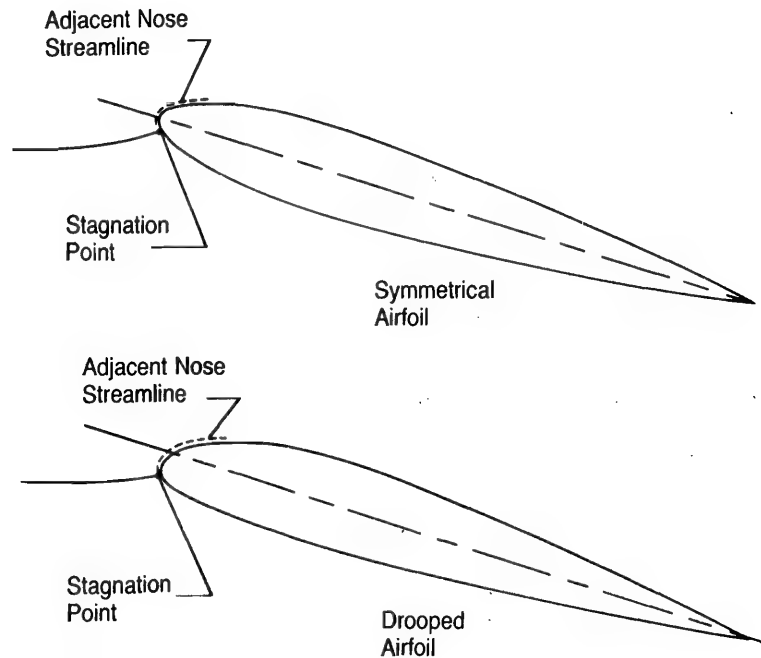 Adjacent Nose
Streamline
Stagnation
Point
Symmetrical
Airfoil
Adjacent Nose
Streamline
Stagnation
Point
Drooped
Airfoil